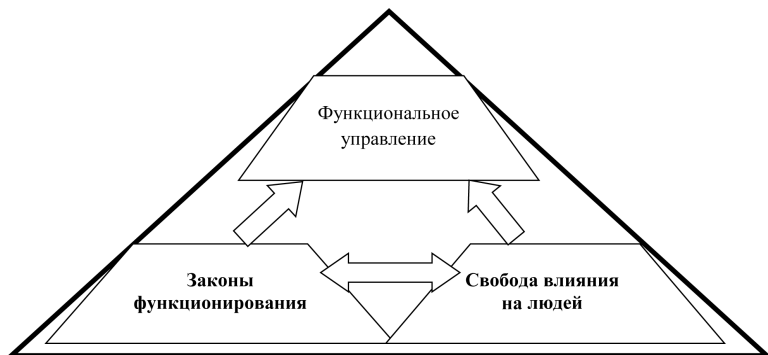 Функциональное
управление
Законы
функционирования
Свобода влияния
на людей